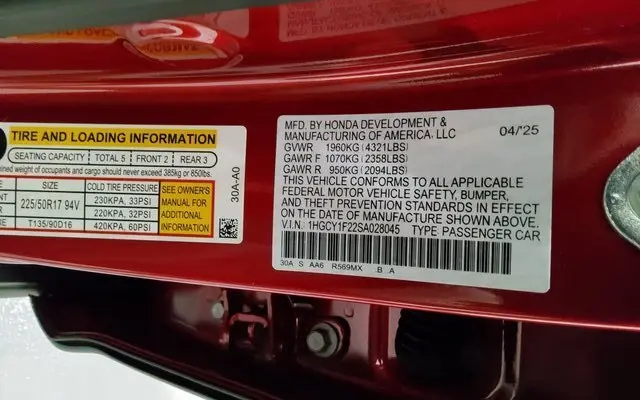 TIRE AND LOADING INFORMATION
SEATING CAPACITY TOTAL 5 FRONT 2 REAR 3
weight of occupants and cargo should never exceed 385kg or 850lbs.
SIZE COLD TIRE PRESSURE
225/50R17 94V 230KPA, 33PSI
220KPA, 32PSI
T135/90D16 420KPA, 60PSI
SEE OWNER'S
MANUAL FOR
ADDITIONAL
INFORMATION
30A-A0
MFD. BY HONDA DEVELOPMENT &
MANUFACTURING OF AMERICA, LLC 04/'25
GVWR 1960KG (4321LBS)
GAWR F 1070KG (2358LBS)
GAWR R 950KG (2094LBS)
THIS VEHICLE CONFORMS TO ALL APPLICABLE
FEDERAL MOTOR VEHICLE SAFETY, BUMPER,
AND THEFT PREVENTION STANDARDS IN EFFECT
ON THE DATE OF MANUFACTURE SHOWN ABOVE.
V.I.N.: 1HGCY1F22SA028045 TYPE PASSENGER CAR
30A S AA6 R569MX B A